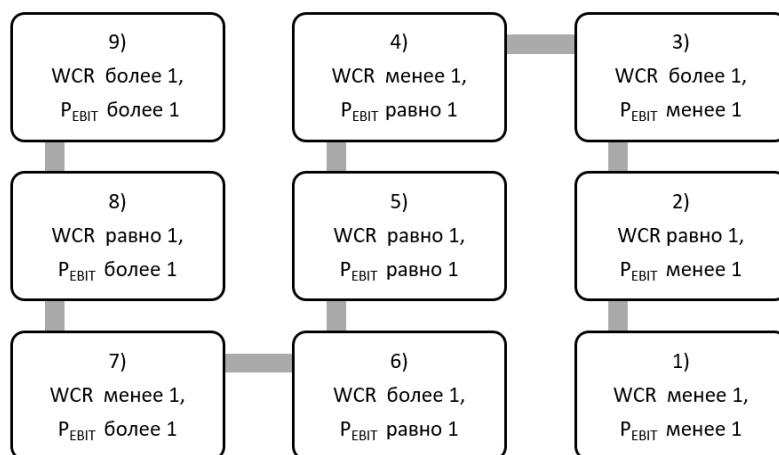 9)
WCR более 1,
PEBIT более 1
4)
WCR менее 1,
PEBIT равно 1
3)
WCR более 1,
PEBIT менее 1
8)
WCR равно 1,
PEBIT более 1
5)
WCR равно 1,
PEBIT равно 1
2)
WCR равно 1,
PEBIT менее 1
7)
WCR менее 1,
PEBIT более 1
6)
WCR более 1,
PEBIT равно 1
1)
WCR менее 1,
PEBIT менее 1